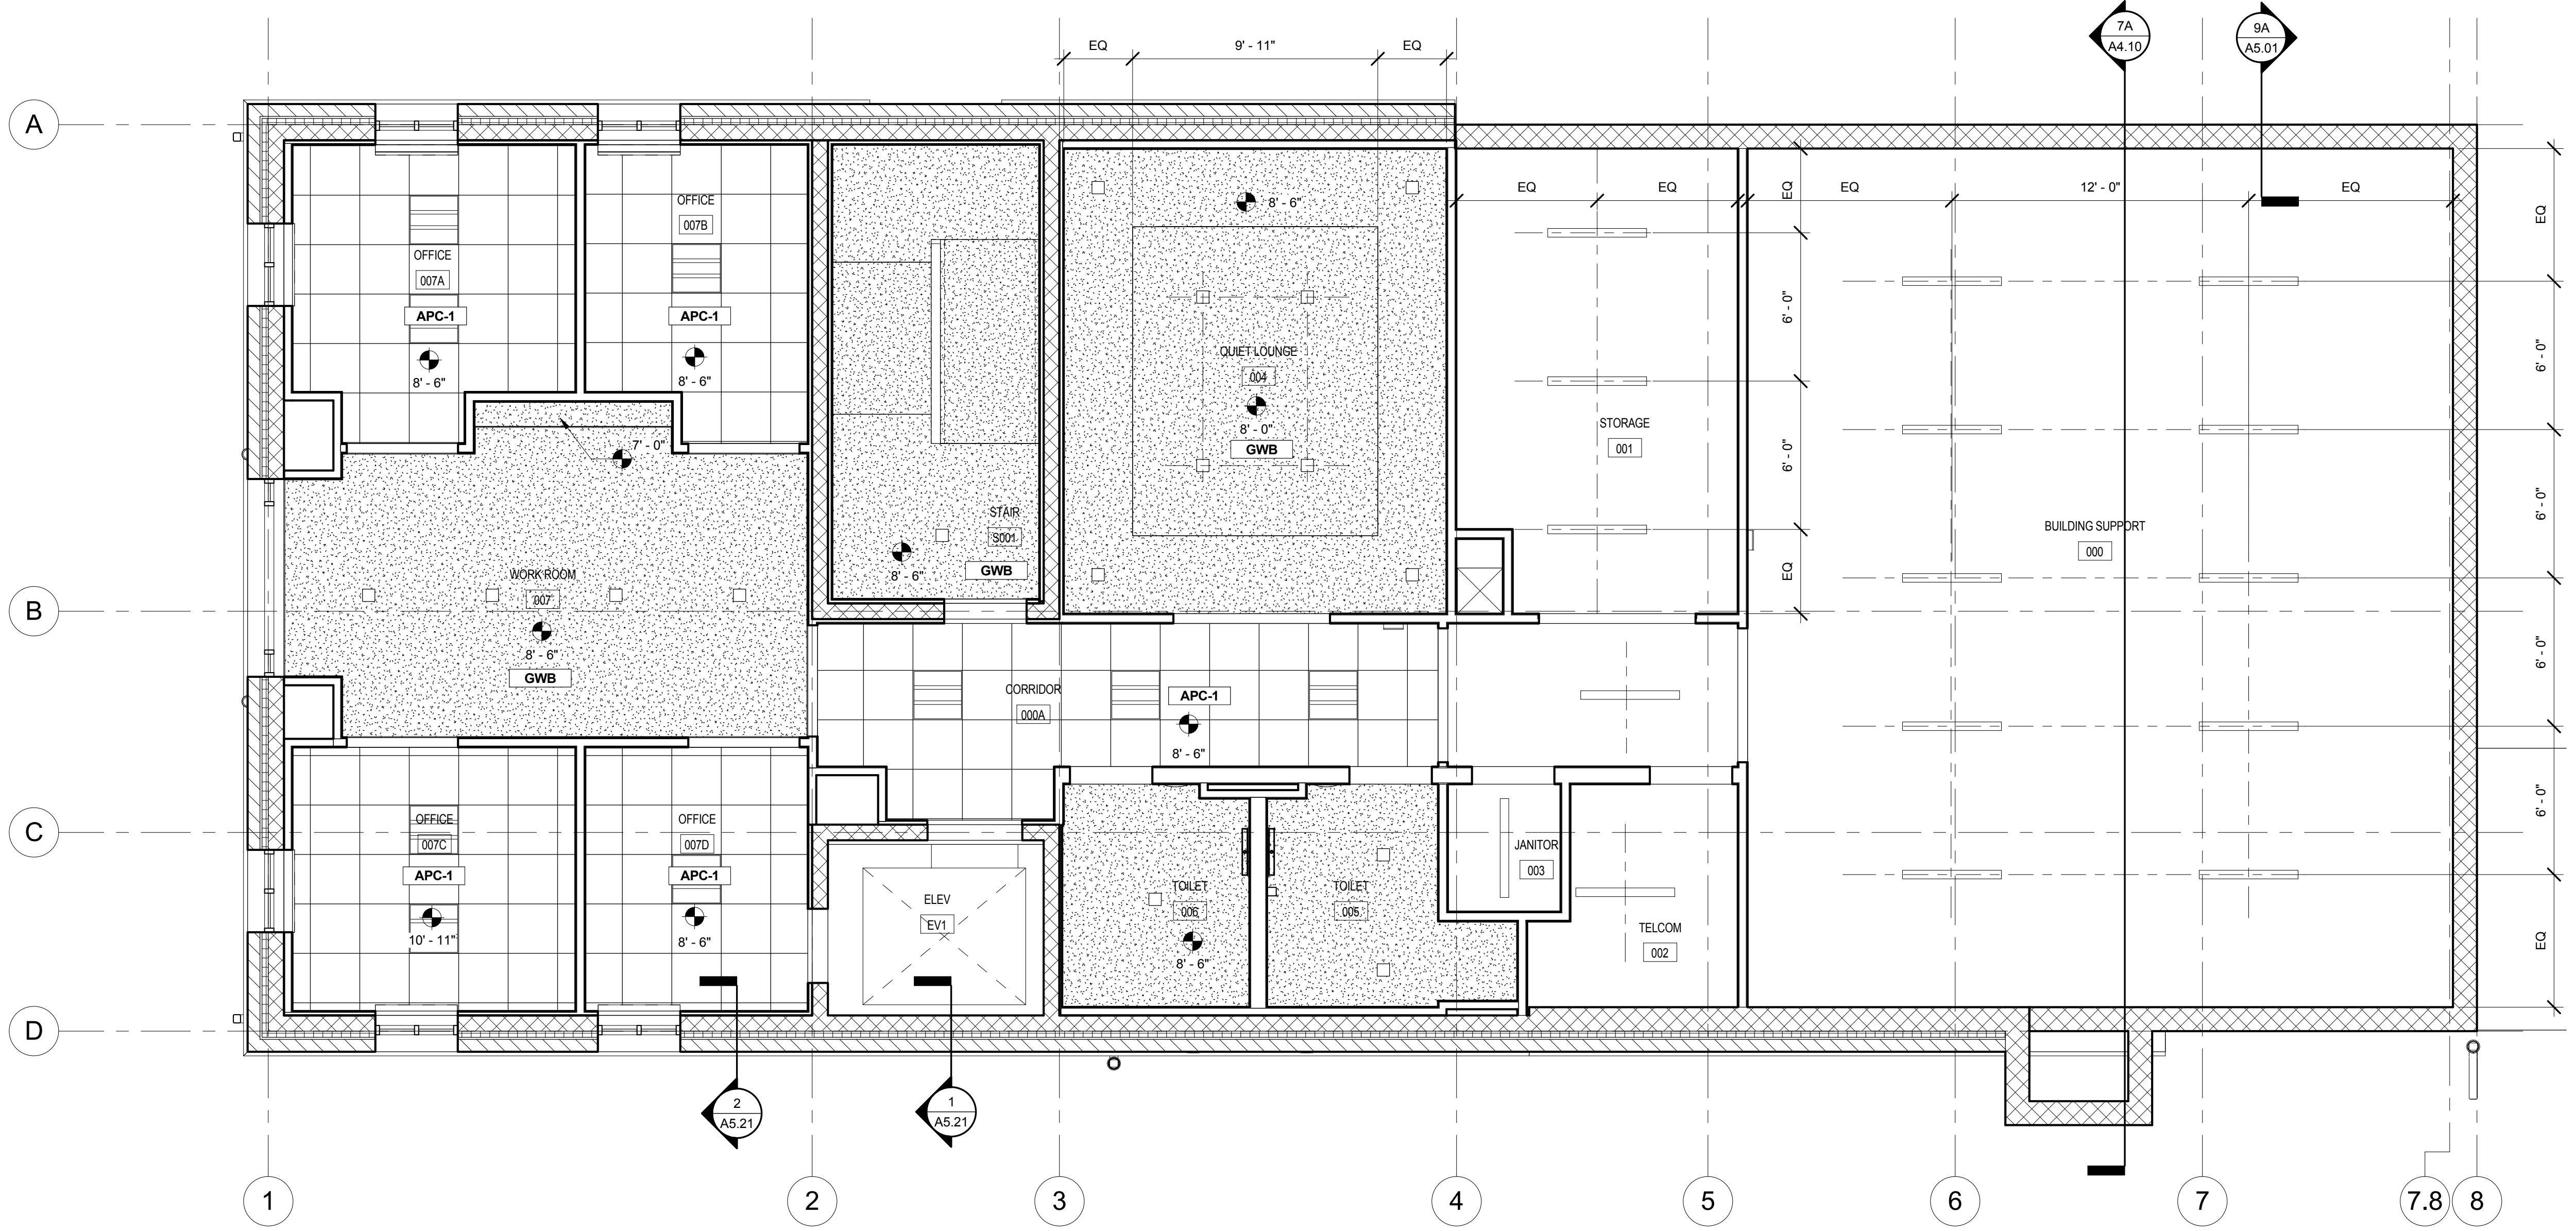 7A
A4.10
9A
A5.01
EQ
9' - 11"
EQ
A
EQ
EQ
EQ
EQ
12' - 0"
EQ
EQ
OFFICE
007B
APC-1
8' - 6"
OFFICE
007A
APC-1
8' - 6"
8' - 6"
QUIET LOUNGE
004
8' - 0"
GWB
6' - 0"
6' - 0"
EQ
STORAGE
001
6' - 0"
6' - 0"
6' - 0"
6' - 0"
EQ
BUILDING SUPPORT
000
7' - 0"
STAIR
S001
8' - 6"
GWB
B
WORK ROOM
007
8' - 6"
GWB
CORRIDOR
000A
APC-1
8' - 6"
C
OFFICE
007C
APC-1
10' - 11"
OFFICE
007D
APC-1
8' - 6"
ELEV
EV1
TOILET
006
8' - 6"
TOILET
005
JANITOR
003
TELCOM
002
D
2
A5.21
1
A5.21
1
2
3
4
5
6
7
7.8
8